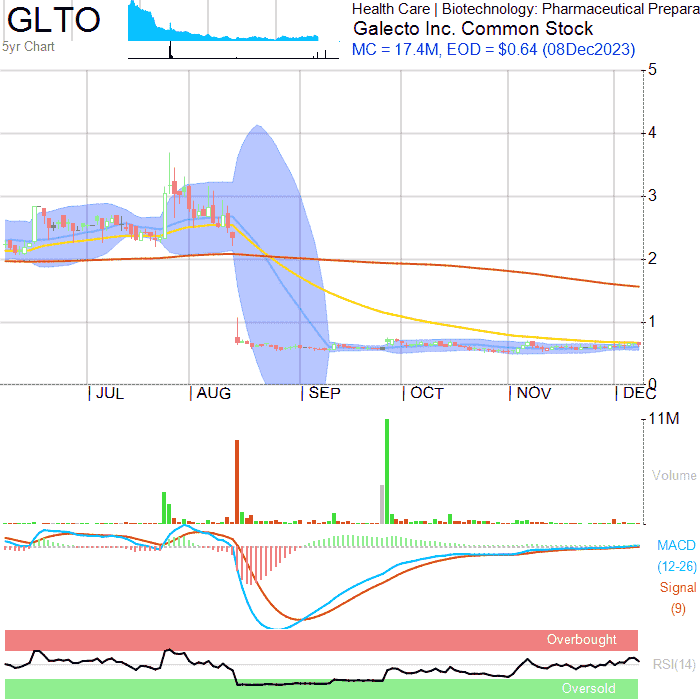 GLTO
5yr Chart
Health Care | Biotechnology: Pharmaceutical Prepara
Galecto Inc. Common Stock
MC = 17.4M, EOD = $0.64 (08Dec2023)
5
4
3
2
1
0
JUL
AUG
SEP
OCT
NOV
DEC
11M
Volume
MACD
(12-26)
Signal
(9)
Overbought
RSI(14)
Oversold